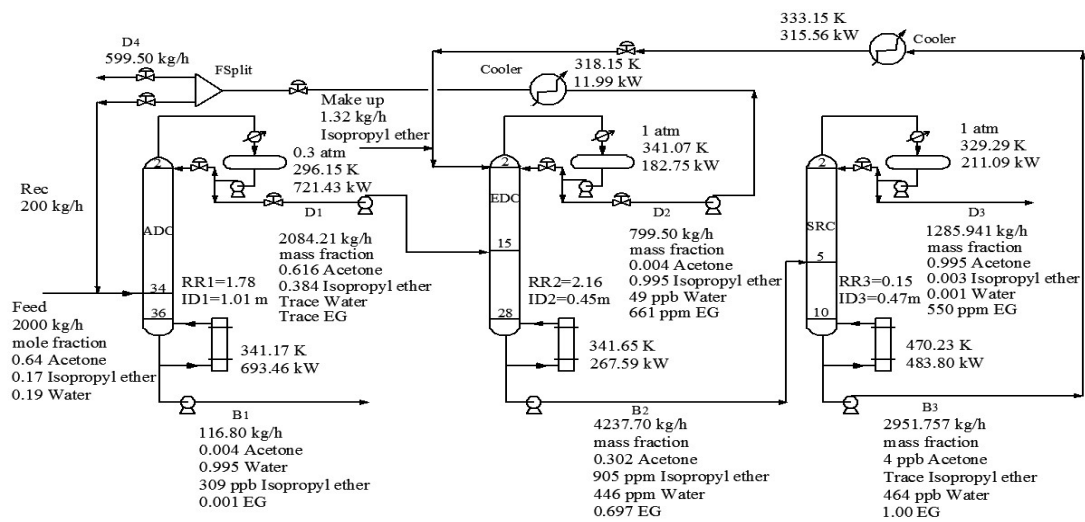 D4
599.50 kg/h
FSplit
Cooler
318.15 K
11.99 kW
333.15 K
315.56 kW
Cooler
Make up
1.32 kg/h
Isopropyl ether
Rec
200 kg/h
2
ADC
34
36
0.3 atm
296.15 K
721.43 kW
D1
2084.21 kg/h
mass fraction
0.616 Acetone
0.384 Isopropyl ether
Trace Water
Trace EG
RR1=1.78
ID1=1.01 m
Feed
2000 kg/h
mole fraction
0.64 Acetone
0.17 Isopropyl ether
0.19 Water
341.17 K
693.46 kW
B1
116.80 kg/h
0.004 Acetone
0.995 Water
309 ppb Isopropyl ether
0.001 EG
2
EDC
15
28
1 atm
341.07 K
182.75 kW
D2
799.50 kg/h
mass fraction
0.004 Acetone
0.995 Isopropyl ether
49 ppb Water
661 ppm EG
RR2=2.16
ID2=0.45m
341.65 K
267.59 kW
B2
4237.70 kg/h
mass fraction
0.302 Acetone
905 ppm Isopropyl ether
446 ppm Water
0.697 EG
2
SRC
5
10
1 atm
329.29 K
211.09 kW
D3
1285.941 kg/h
mass fraction
0.995 Acetone
0.003 Isopropyl ether
0.001 Water
550 ppm EG
RR3=0.15
ID3=0.47m
470.23 K
483.80 kW
B3
2951.757 kg/h
mass fraction
4 ppb Acetone
Trace Isopropyl ether
464 ppb Water
1.00 EG